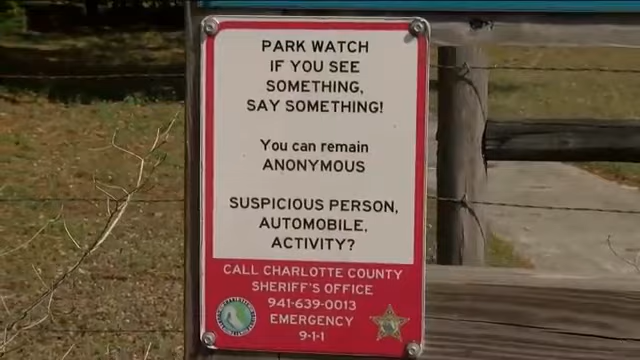 PARK WATCH
IF YOU SEE
SOMETHING,
SAY SOMETHING!
You can remain
ANONYMOUS
SUSPICIOUS PERSON,
AUTOMOBILE,
ACTIVITY?
CALL CHARLOTTE COUNTY
SHERIFF'S OFFICE
941-639-0013
EMERGENCY
9-1-1